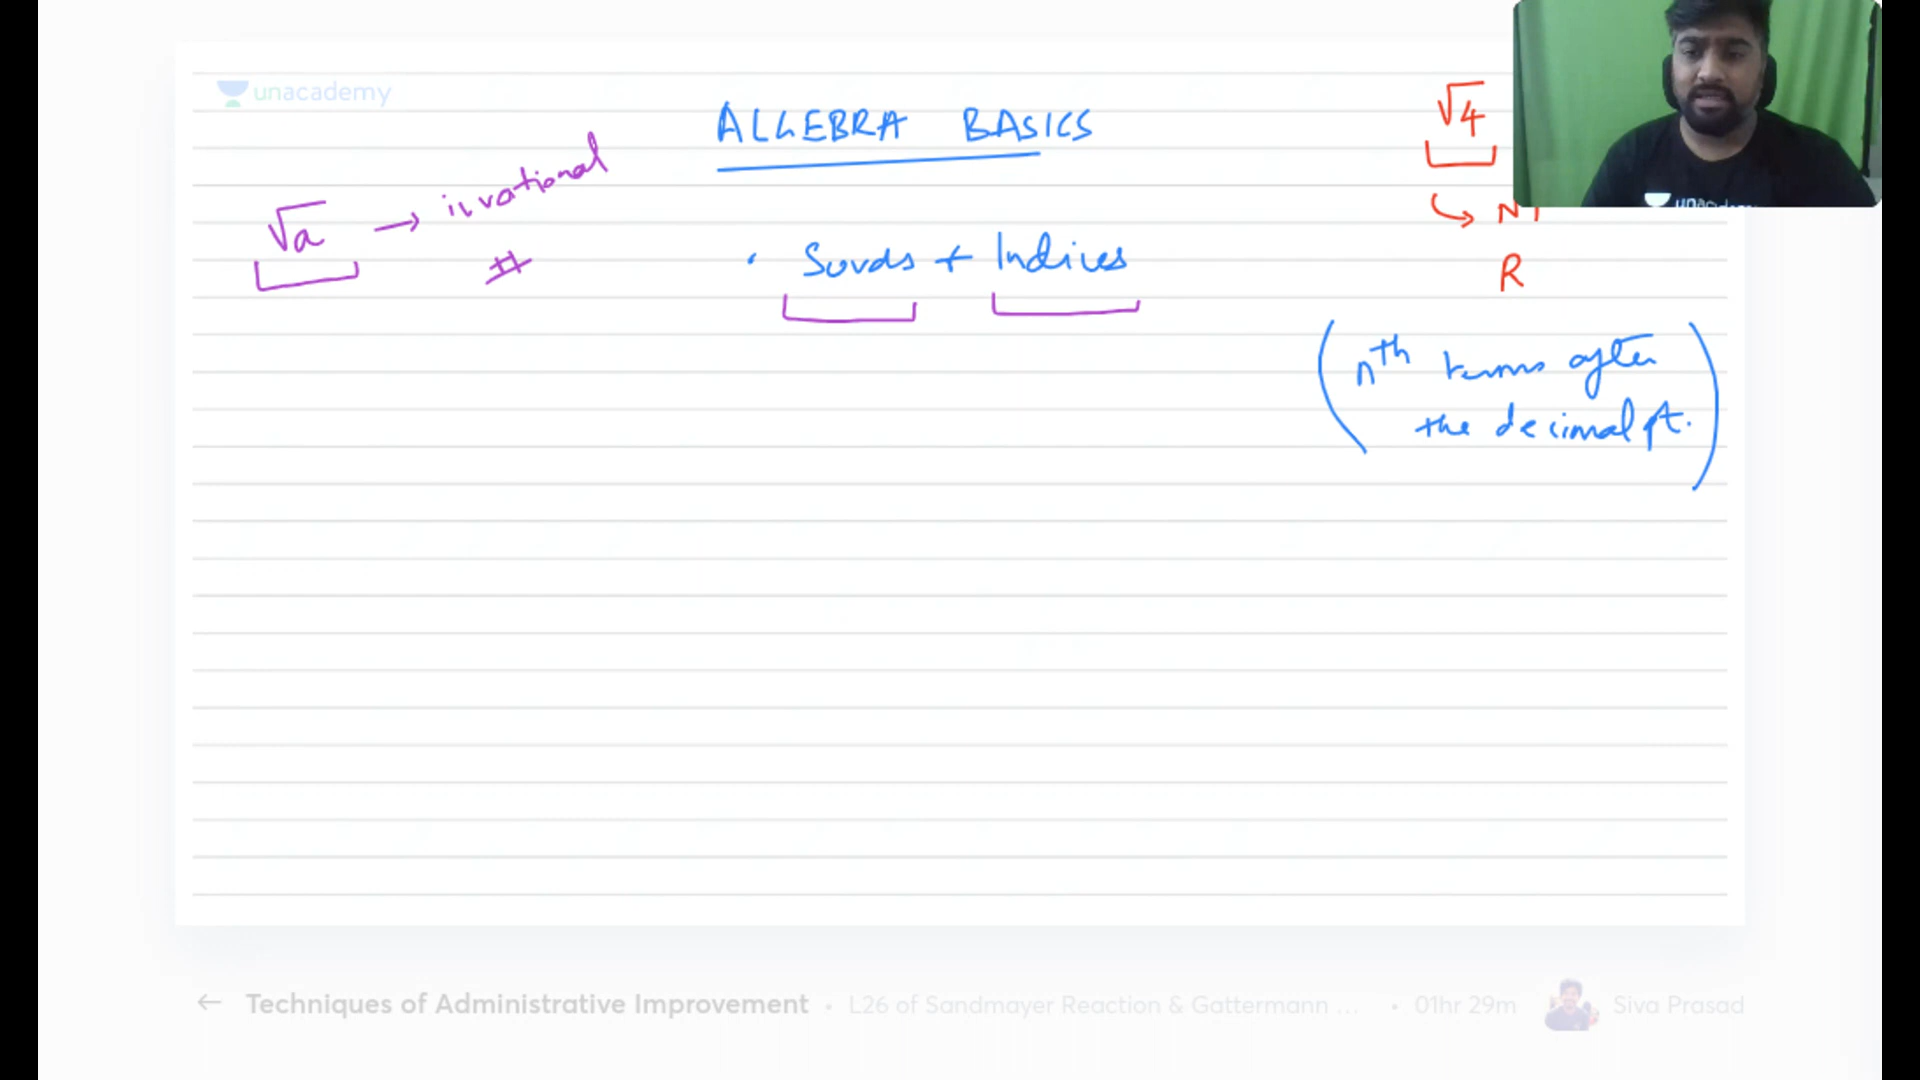 unacademy
ALGEBRA BASICS
√4
√a → irrational
#
• Surds + Indices
R
( nth terms after
the decimal pt. )
← Techniques of Administrative Improvement • L26 of Sandmayer Reaction & Gattermann ... • 01hr 29m Siva Prasad